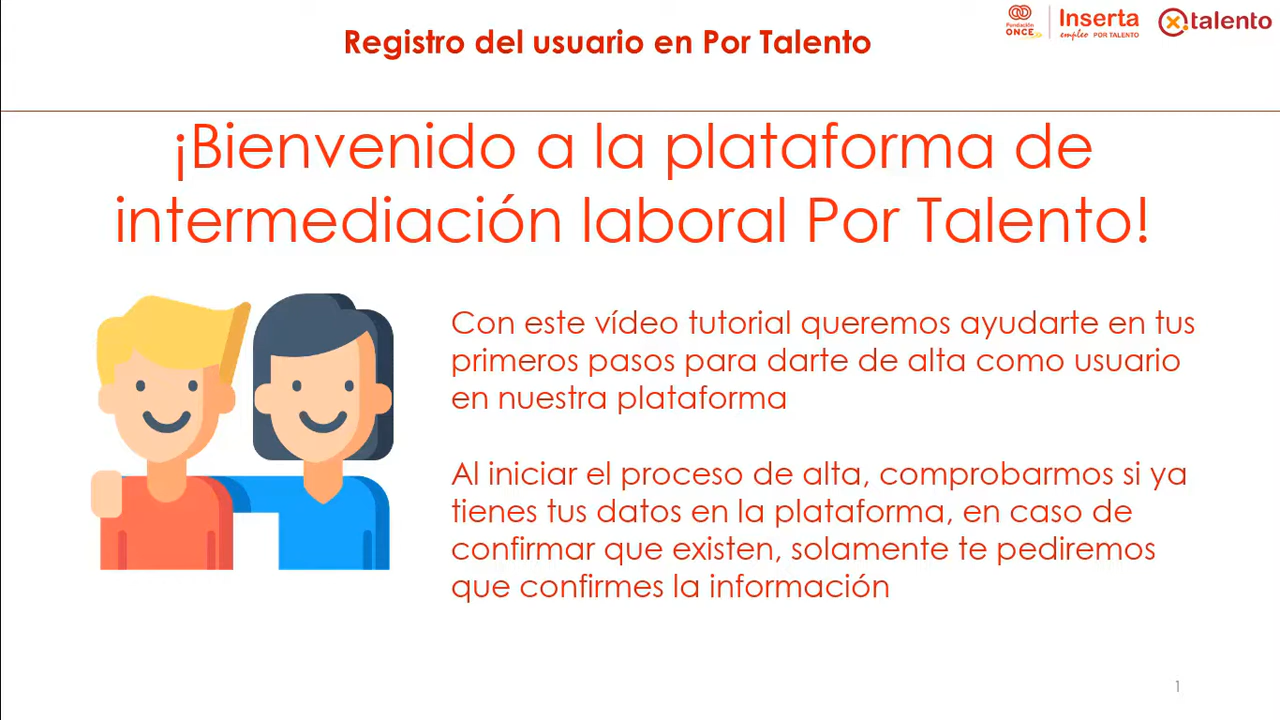 Registro del usuario en Por Talento
Fundación
ONCE
Inserta
empleo POR TALENTO
x talento
¡Bienvenido a la plataforma de
intermediación laboral Por Talento!
Con este vídeo tutorial queremos ayudarte en tus
primeros pasos para darte de alta como usuario
en nuestra plataforma
Al iniciar el proceso de alta, comprobarmos si ya
tienes tus datos en la plataforma, en caso de
confirmar que existen, solamente te pediremos
que confirmes la información
1